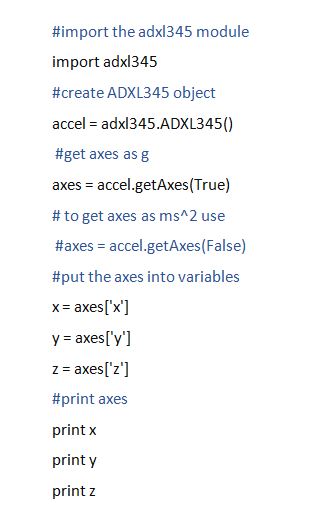 #import the adxl345 module
import adxl345
#create ADXL345 object
accel = adxl345.ADXL345()
#get axes as g
axes = accel.getAxes(True)
# to get axes as ms^2 use
#axes = accel.getAxes(False)
#put the axes into variables
x = axes['x']
y = axes['y']
z = axes['z']
#print axes
print x
print y
print z